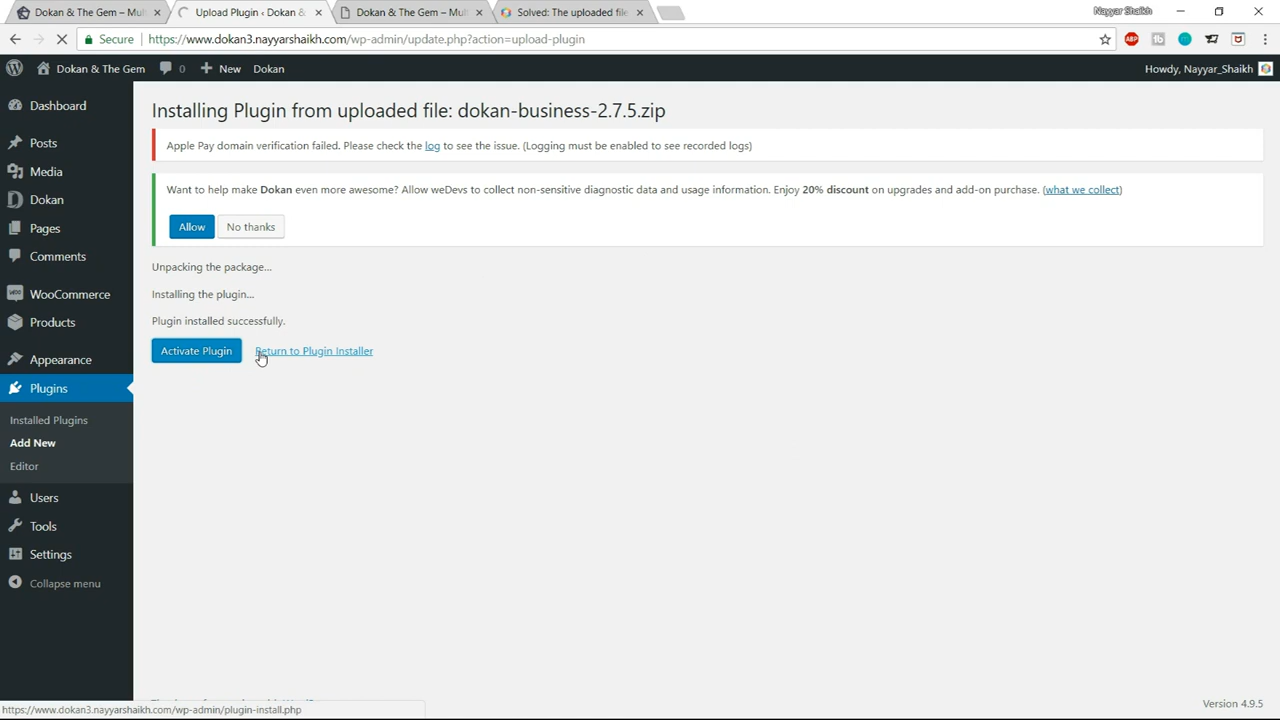 Dokan & The Gem – Mul
Upload Plugin ‹ Dokan &
Dokan & The Gem – Mul
Solved: The uploaded file
Nayyar Shaikh
Secure
https://www.dokan3.nayyarshaikh.com/wp-admin/update.php?action=upload-plugin
ABP
Dokan & The Gem
0
New
Dokan
Howdy, Nayyar_Shaikh
Dashboard
Posts
Media
Dokan
Pages
Comments
WooCommerce
Products
Appearance
Plugins
Installed Plugins
Add New
Editor
Users
Tools
Settings
Collapse menu
Installing Plugin from uploaded file: dokan-business-2.7.5.zip
Apple Pay domain verification failed. Please check the log to see the issue. (Logging must be enabled to see recorded logs)
Want to help make Dokan even more awesome? Allow weDevs to collect non-sensitive diagnostic data and usage information. Enjoy 20% discount on upgrades and add-on purchase. (what we collect)
Allow
No thanks
Unpacking the package...
Installing the plugin...
Plugin installed successfully.
Activate Plugin
Return to Plugin Installer
https://www.dokan3.nayyarshaikh.com/wp-admin/plugin-install.php
Version 4.9.5